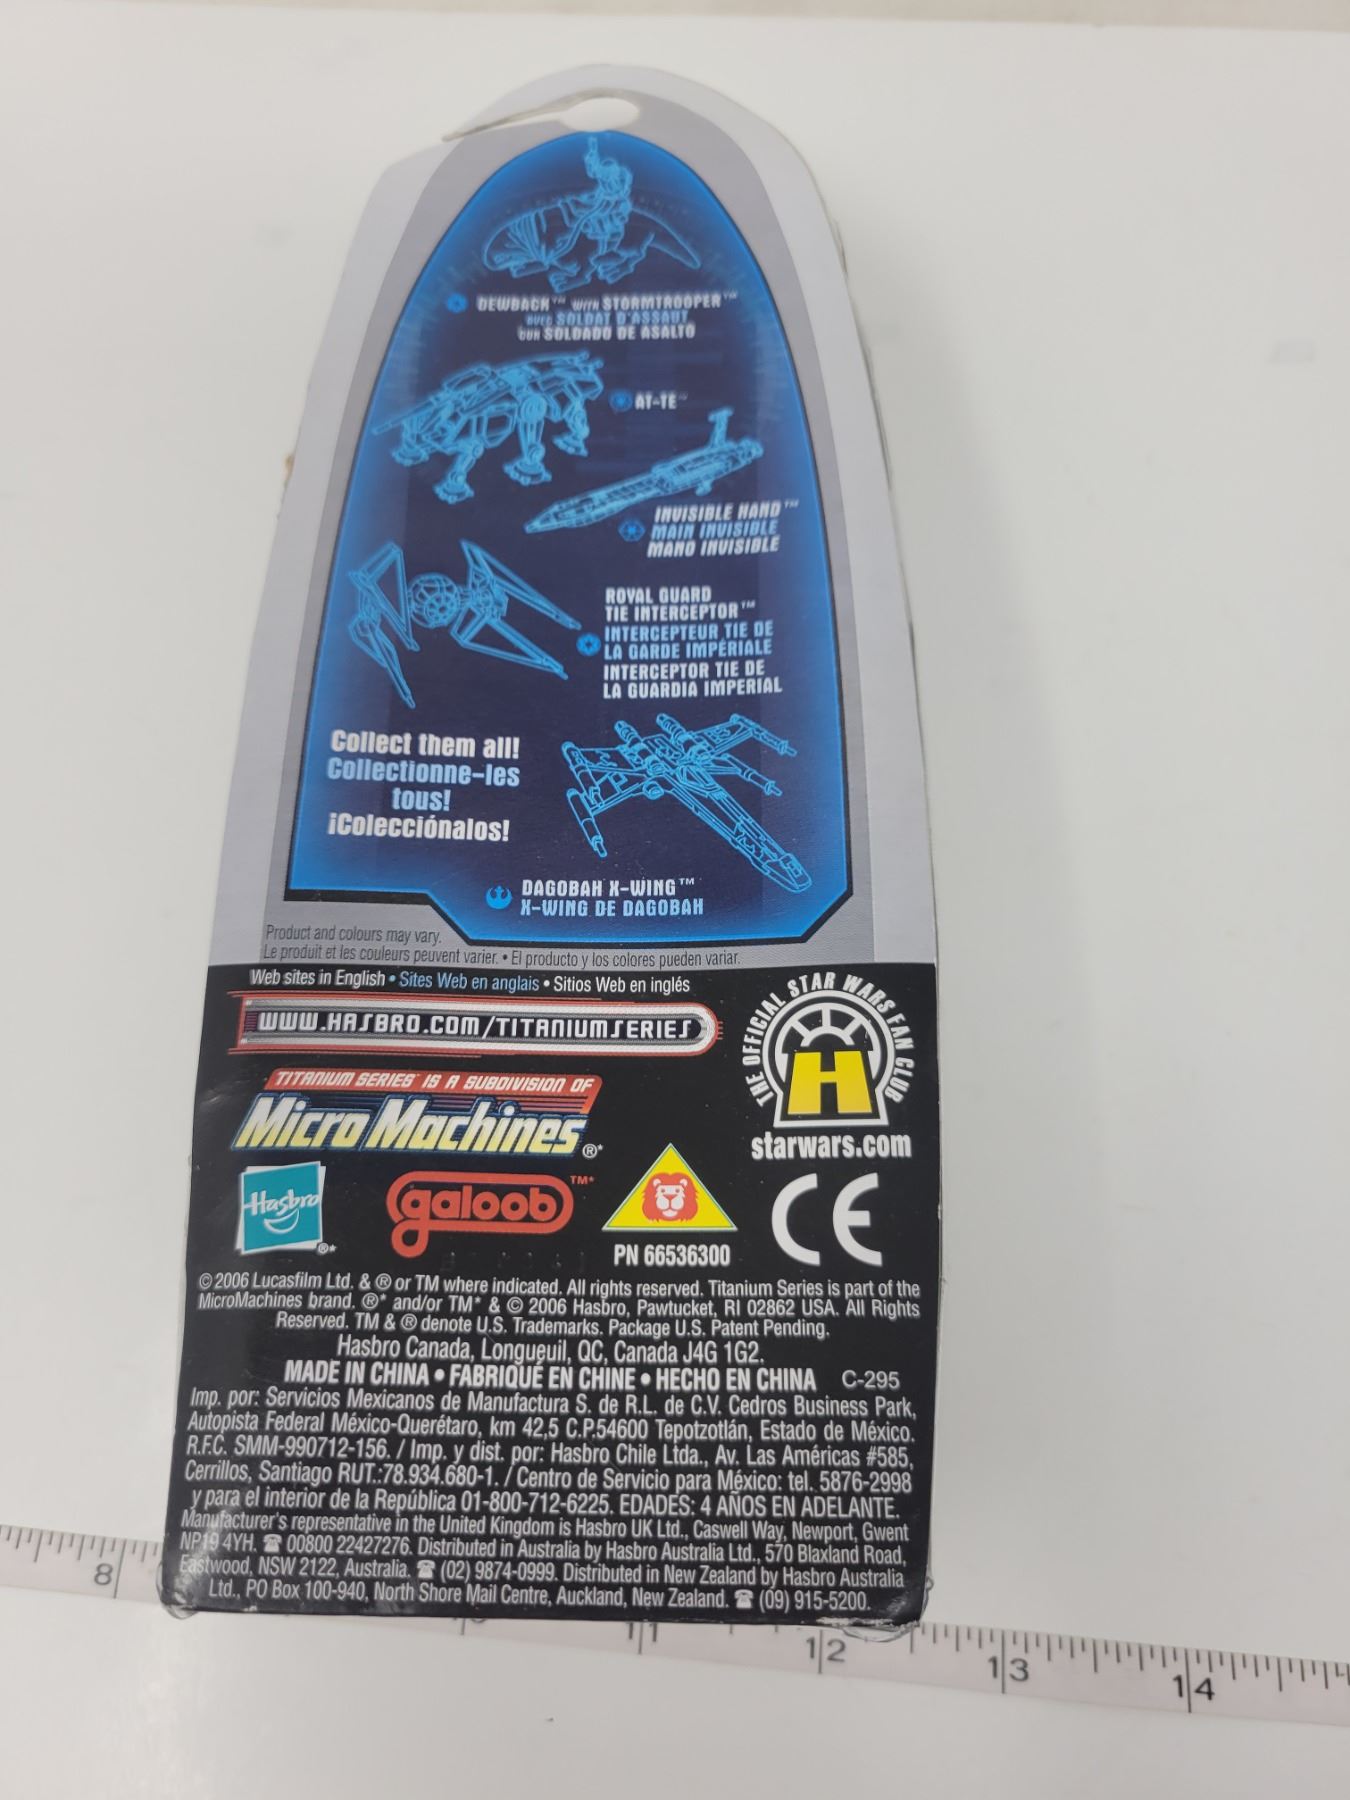 DEWBACK™ WITH STORMTROOPER™
AVEC SOLDAT D'ASSAUT
CON SOLDADO DE ASALTO
AT-TE™
INVISIBLE HAND™
MAIN INVISIBLE
MANO INVISIBLE
ROYAL GUARD
TIE INTERCEPTOR™
INTERCEPTEUR TIE DE
LA GARDE IMPÉRIALE
INTERCEPTOR TIE DE
LA GUARDIA IMPERIAL
Collect them all!
Collectionne-les
tous!
¡Colecciónalos!
DAGOBAH X-WING™
X-WING DE DAGOBAH
Product and colours may vary.
Le produit et les couleurs peuvent varier. • El producto y los colores pueden variar.
Web sites in English • Sites Web en anglais • Sitios Web en inglés
WWW.HASBRO.COM/TITANIUMSERIES
THE OFFICIAL STAR WARS FAN CLUB
H
starwars.com
TITANIUM SERIES IS A SUBDIVISION OF
Micro Machines®*
Hasbro®*
galoob™*
CE
PN 66536300
© 2006 Lucasfilm Ltd. & ® or TM where indicated. All rights reserved. Titanium Series is part of the
MicroMachines brand. ®* and/or TM* & © 2006 Hasbro, Pawtucket, RI 02862 USA. All Rights
Reserved. TM & ® denote U.S. Trademarks. Package U.S. Patent Pending.
Hasbro Canada, Longueuil, QC, Canada J4G 1G2.
MADE IN CHINA • FABRIQUÉ EN CHINE • HECHO EN CHINA C-295
Imp. por: Servicios Mexicanos de Manufactura S. de R.L. de C.V. Cedros Business Park,
Autopista Federal México-Querétaro, km 42,5 C.P.54600 Tepotzotlán, Estado de México.
R.F.C. SMM-990712-156. / Imp. y dist. por: Hasbro Chile Ltda., Av. Las Américas #585,
Cerrillos, Santiago RUT.:78.934.680-1. / Centro de Servicio para México: tel. 5876-2998
y para el interior de la República 01-800-712-6225. EDADES: 4 AÑOS EN ADELANTE.
Manufacturer's representative in the United Kingdom is Hasbro UK Ltd., Caswell Way, Newport, Gwent
NP19 4YH. ☎ 00800 22427276. Distributed in Australia by Hasbro Australia Ltd., 570 Blaxland Road,
Eastwood, NSW 2122, Australia. ☎ (02) 9874-0999. Distributed in New Zealand by Hasbro Australia
Ltd., PO Box 100-940, North Shore Mail Centre, Auckland, New Zealand. ☎ (09) 915-5200.
8 11 12 13 14